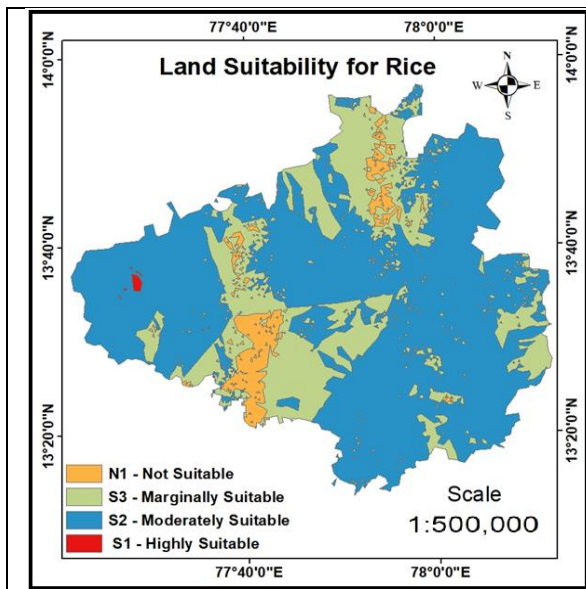 77°40'0"E 78°0'0"E
Land Suitability for Rice
N
W E
S
14°0'0"N 14°0'0"N
13°40'0"N 13°40'0"N
13°20'0"N 13°20'0"N
N1 - Not Suitable
S3 - Marginally Suitable
S2 - Moderately Suitable
S1 - Highly Suitable
Scale
1:500,000
77°40'0"E 78°0'0"E